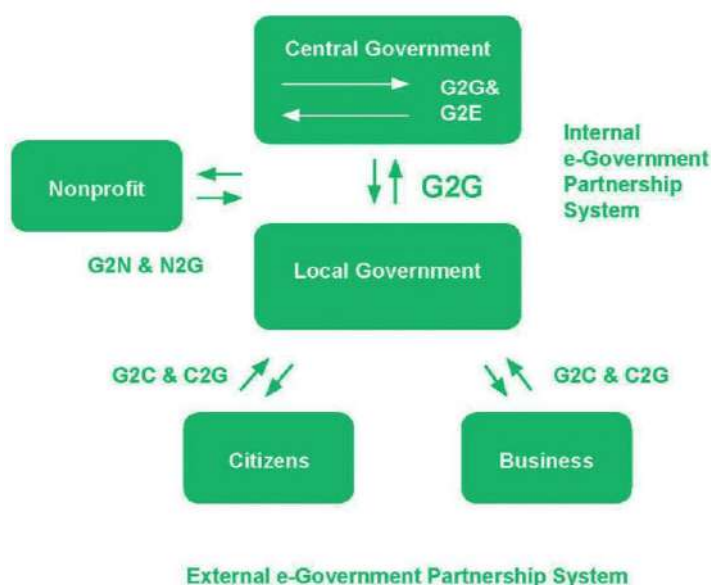 Central Government
G2G&
G2E
Internal
e-Government
Partnership
System
Nonprofit
G2G
G2N & N2G
Local Government
G2C & C2G
G2C & C2G
Citizens
Business
External e-Government Partnership System